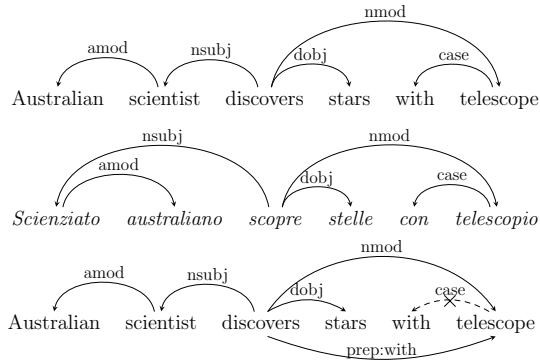 nmod
amod nsubj dobj case
Australian scientist discovers stars with telescope
nsubj nmod
amod dobj case
Scienziato australiano scopre stelle con telescopio
nmod
amod nsubj dobj case
Australian scientist discovers stars with telescope
prep:with